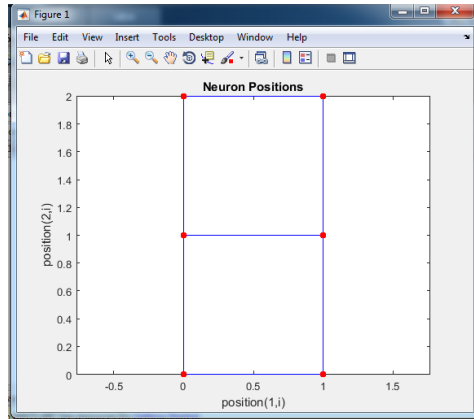 Figure 1
File Edit View Insert Tools Desktop Window Help
Neuron Positions
2
1.8
1.6
1.4
1.2
1
0.8
0.6
0.4
0.2
0
position(2,i)
-0.5 0 0.5 1 1.5
position(1,i)